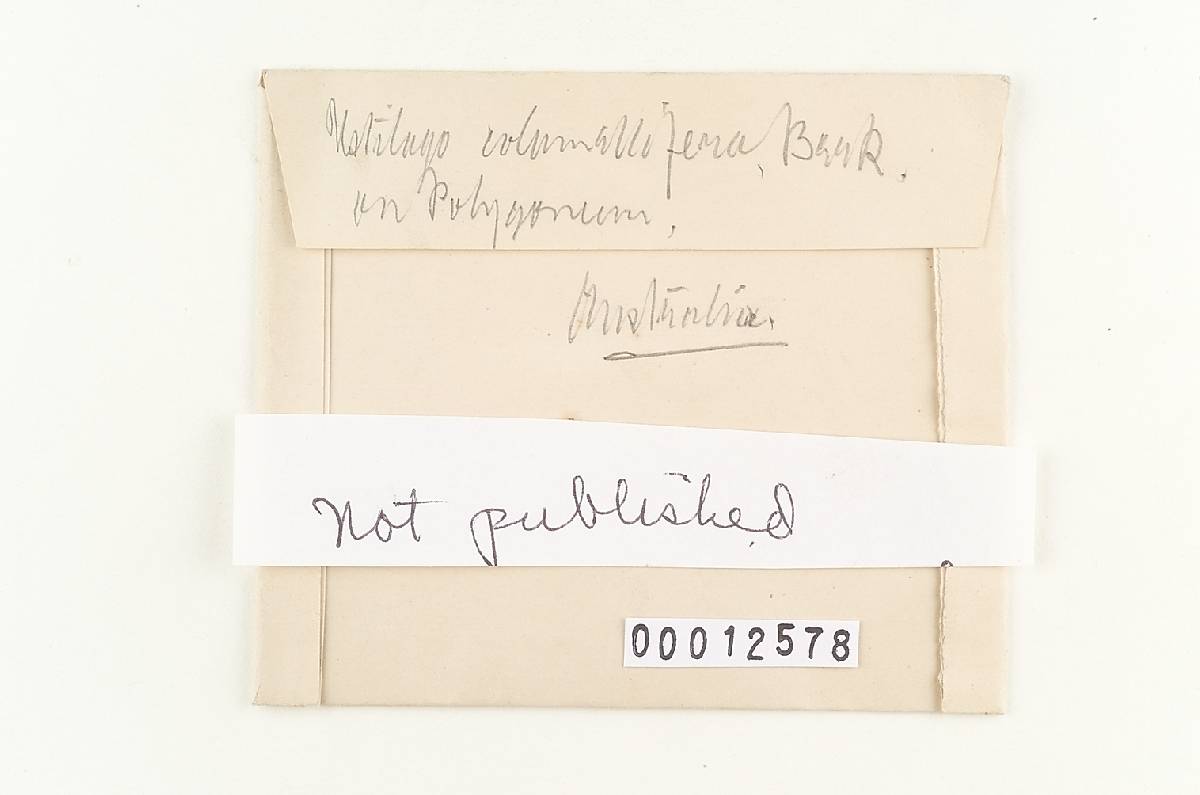 Ustilago columellifera, Berk.
on Polygonum,
Australia.
Not published
00012578